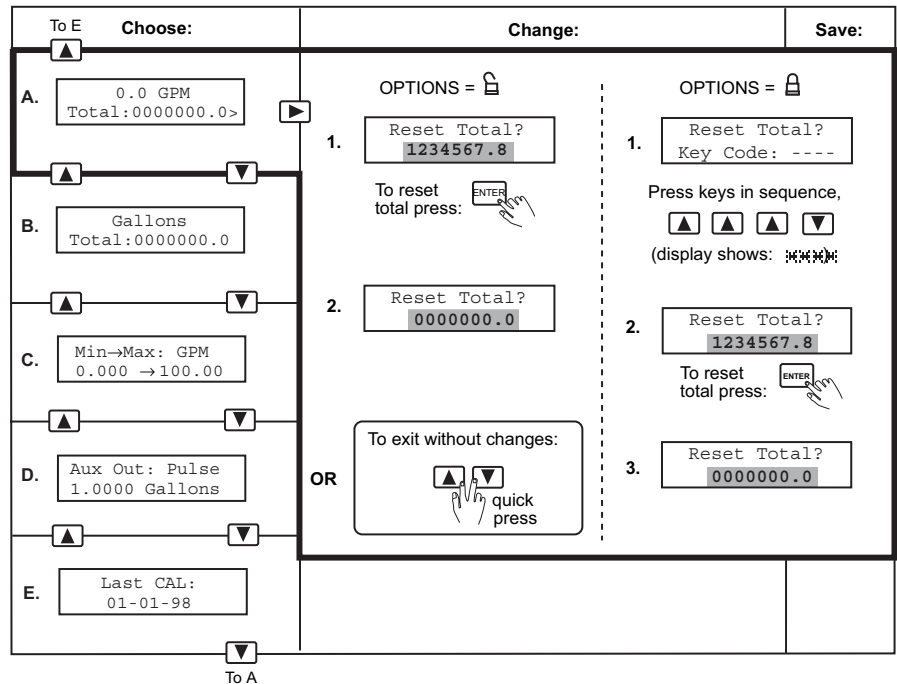 To E
Choose:
Change:
Save:
A.
0.0 GPM
Total:0000000.0>
B.
Gallons
Total:0000000.0
C.
Min→Max: GPM
0.000 →100.00
D.
Aux Out: Pulse
1.0000 Gallons
E.
Last CAL:
01-01-98
To A
OPTIONS =
1.
Reset Total?
1234567.8
To reset
total press:
ENTER
2.
Reset Total?
0000000.0
OR
To exit without changes:
quick
press
OPTIONS =
1.
Reset Total?
Key Code: ----
Press keys in sequence,
(display shows:
2.
Reset Total?
1234567.8
To reset
total press:
ENTER
3.
Reset Total?
0000000.0